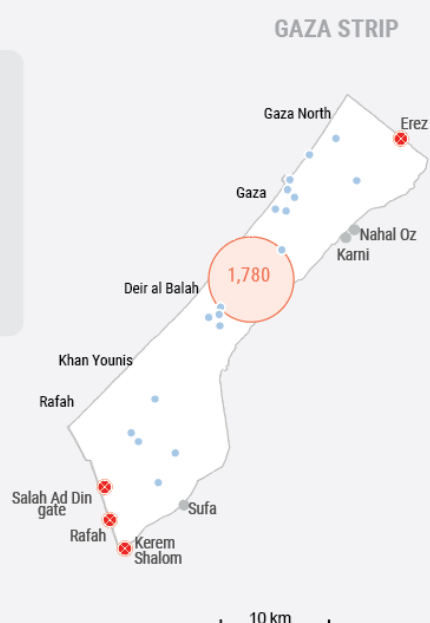 GAZA STRIP
Gaza North
Erez
Gaza
Nahal Oz
Karni
1,780
Deir al Balah
Khan Younis
Rafah
Salah Ad Din
gate
Sufa
Rafah
Kerem
Shalom
10 km